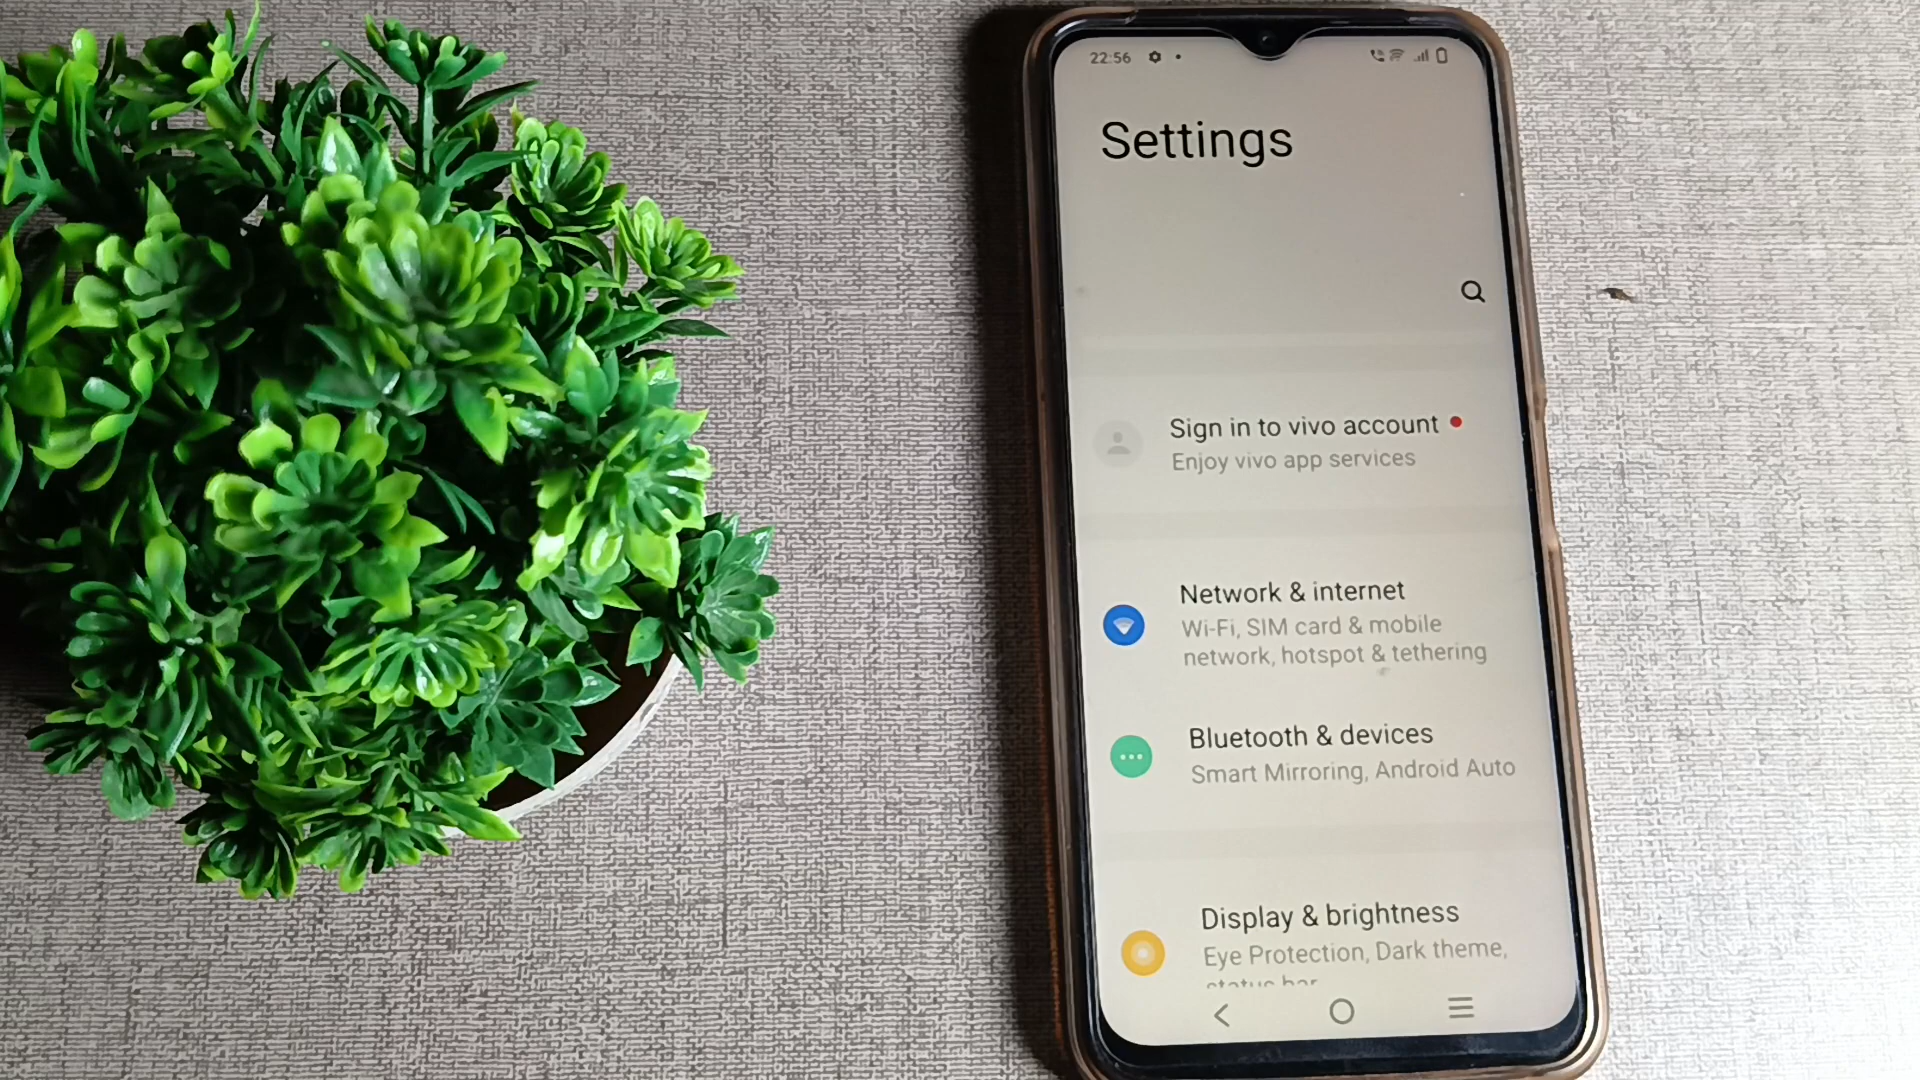 22:56
Settings
Sign in to vivo account
Enjoy vivo app services
Network & internet
Wi-Fi, SIM card & mobile
network, hotspot & tethering
Bluetooth & devices
Smart Mirroring, Android Auto
Display & brightness
Eye Protection, Dark theme,
status bar